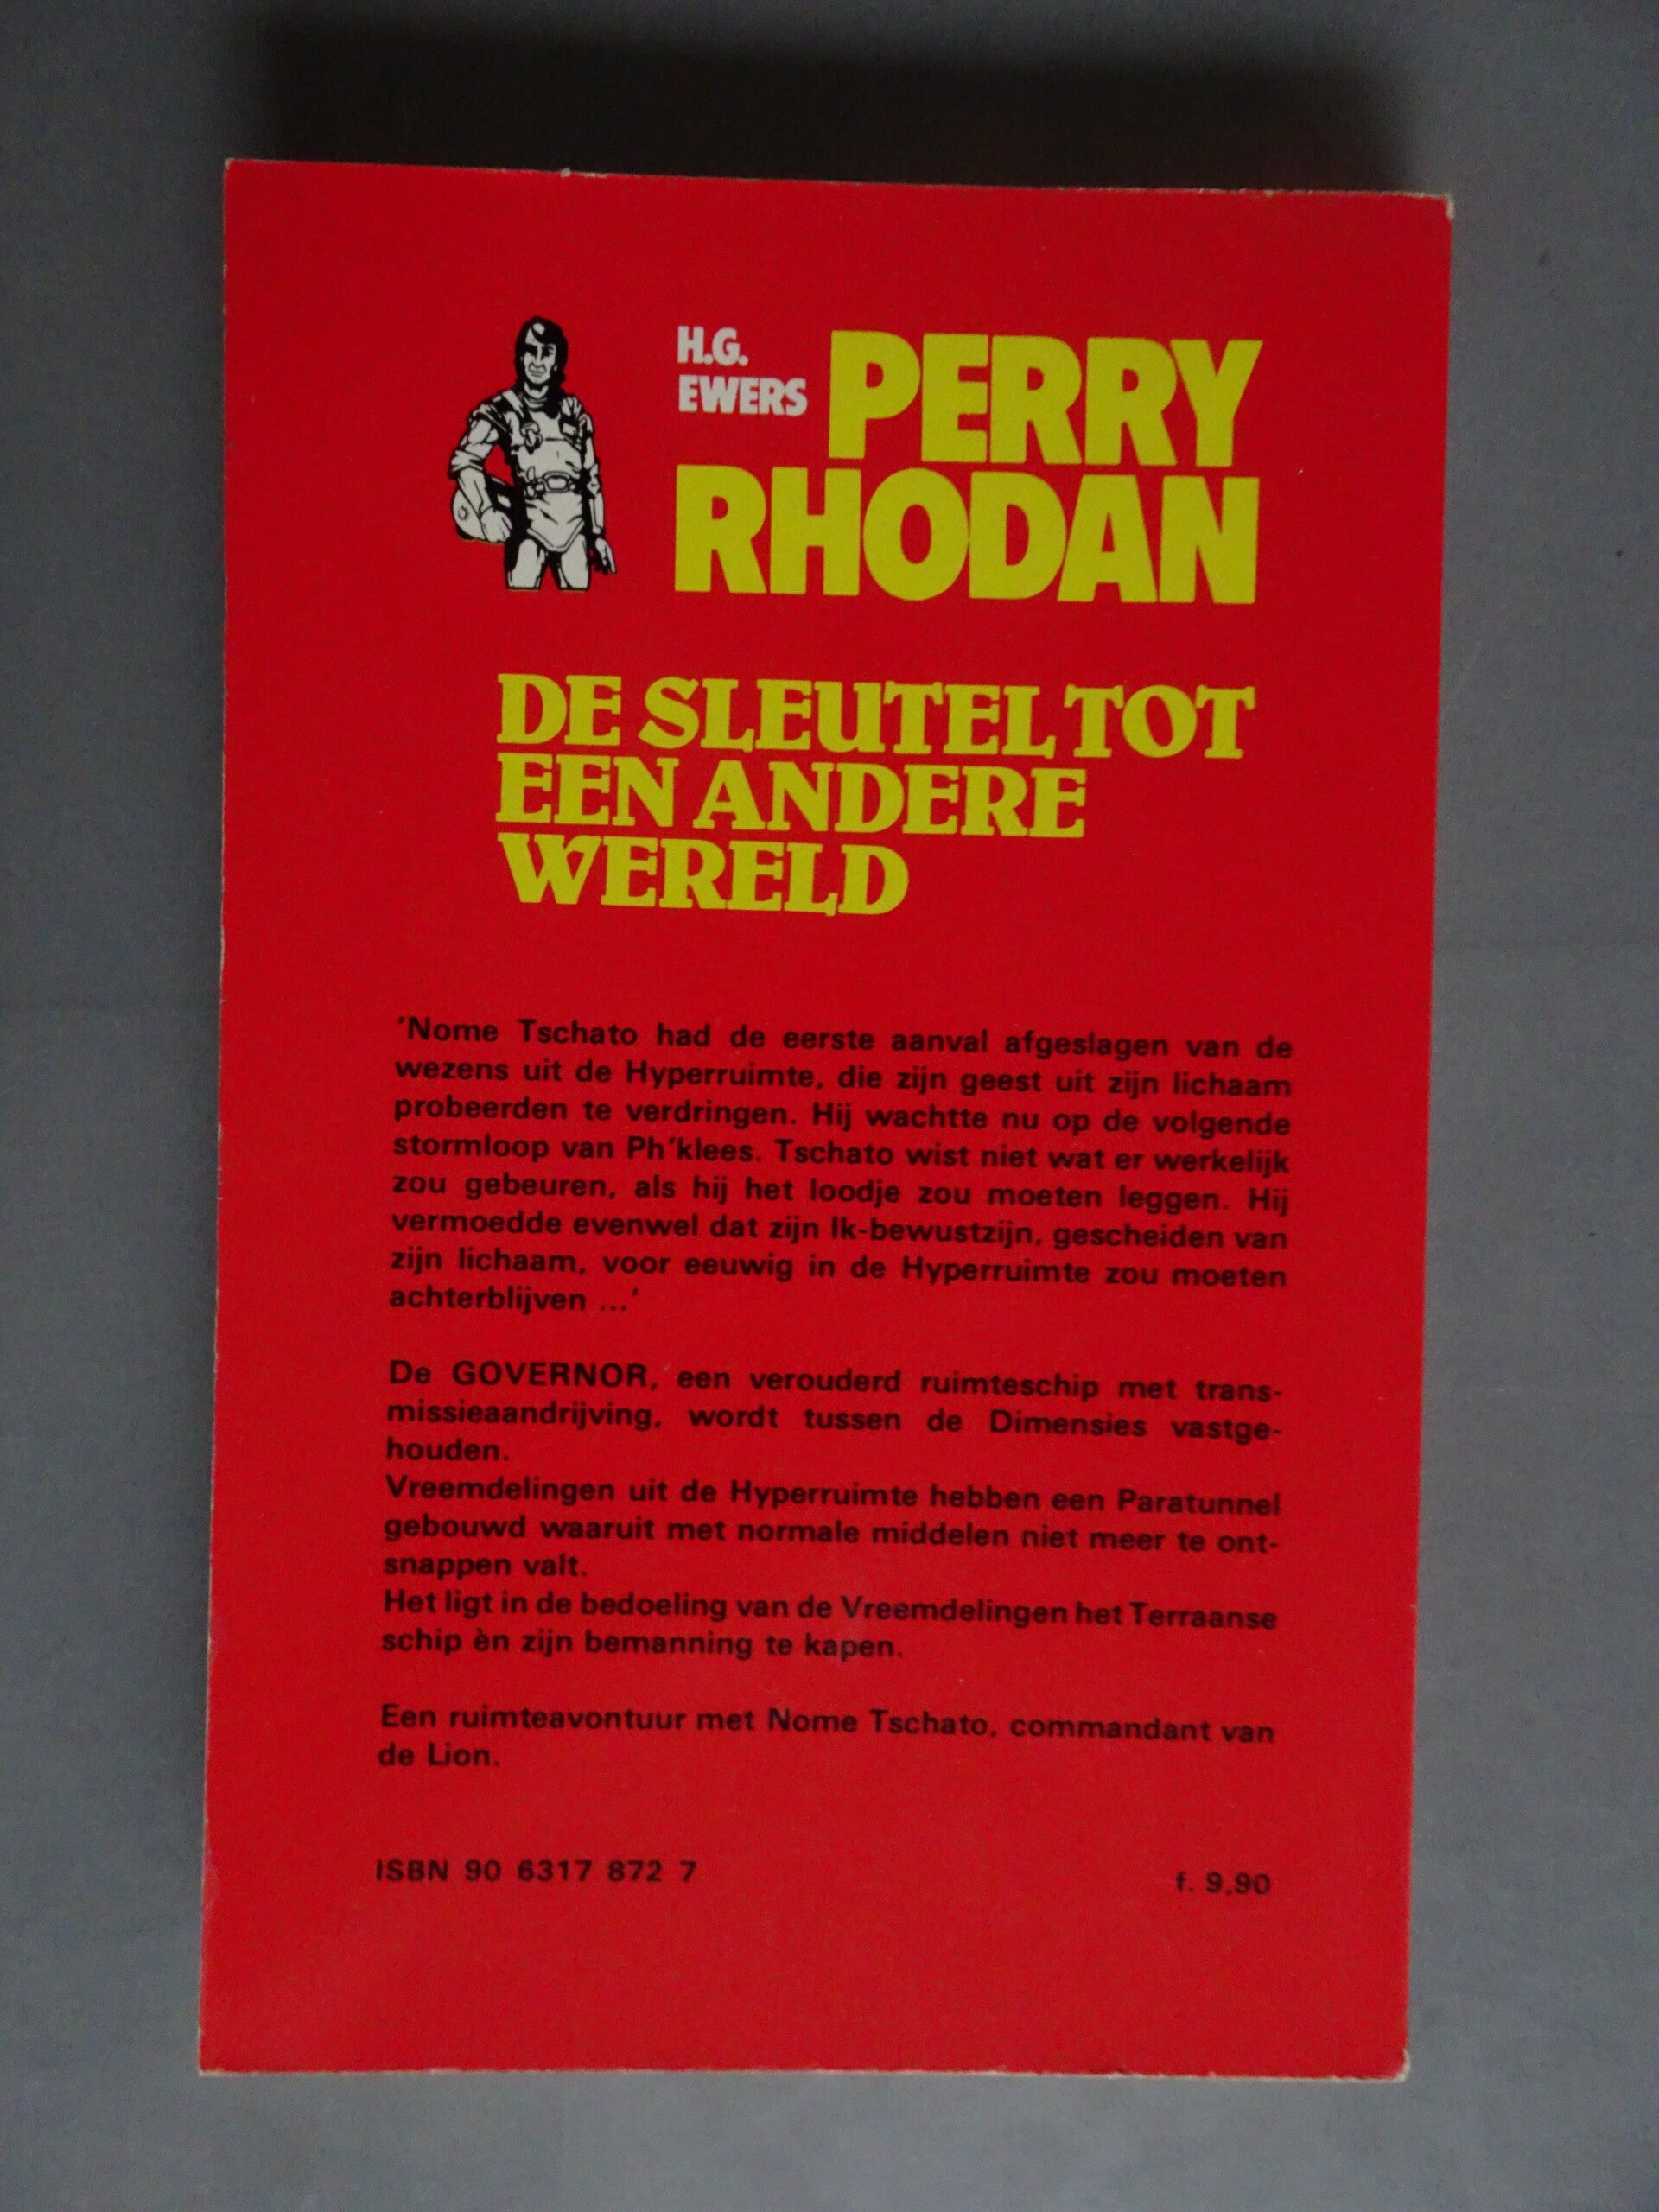 H.G.
EWERS
PERRY
RHODAN
DE SLEUTEL TOT
EEN ANDERE
WERELD
'Nome Tschato had de eerste aanval afgeslagen van de
wezens uit de Hyperruimte, die zijn geest uit zijn lichaam
probeerden te verdringen. Hij wachtte nu op de volgende
stormloop van Ph'klees. Tschato wist niet wat er werkelijk
zou gebeuren, als hij het loodje zou moeten leggen. Hij
vermoedde evenwel dat zijn Ik-bewustzijn, gescheiden van
zijn lichaam, voor eeuwig in de Hyperruimte zou moeten
achterblijven ...'
De GOVERNOR, een verouderd ruimteschip met trans-
missieaandrijving, wordt tussen de Dimensies vastge-
houden.
Vreemdelingen uit de Hyperruimte hebben een Paratunnel
gebouwd waaruit met normale middelen niet meer te ont-
snappen valt.
Het ligt in de bedoeling van de Vreemdelingen het Terraanse
schip èn zijn bemanning te kapen.
Een ruimteavontuur met Nome Tschato, commandant van
de Lion.
ISBN 90 6317 872 7
f. 9,90